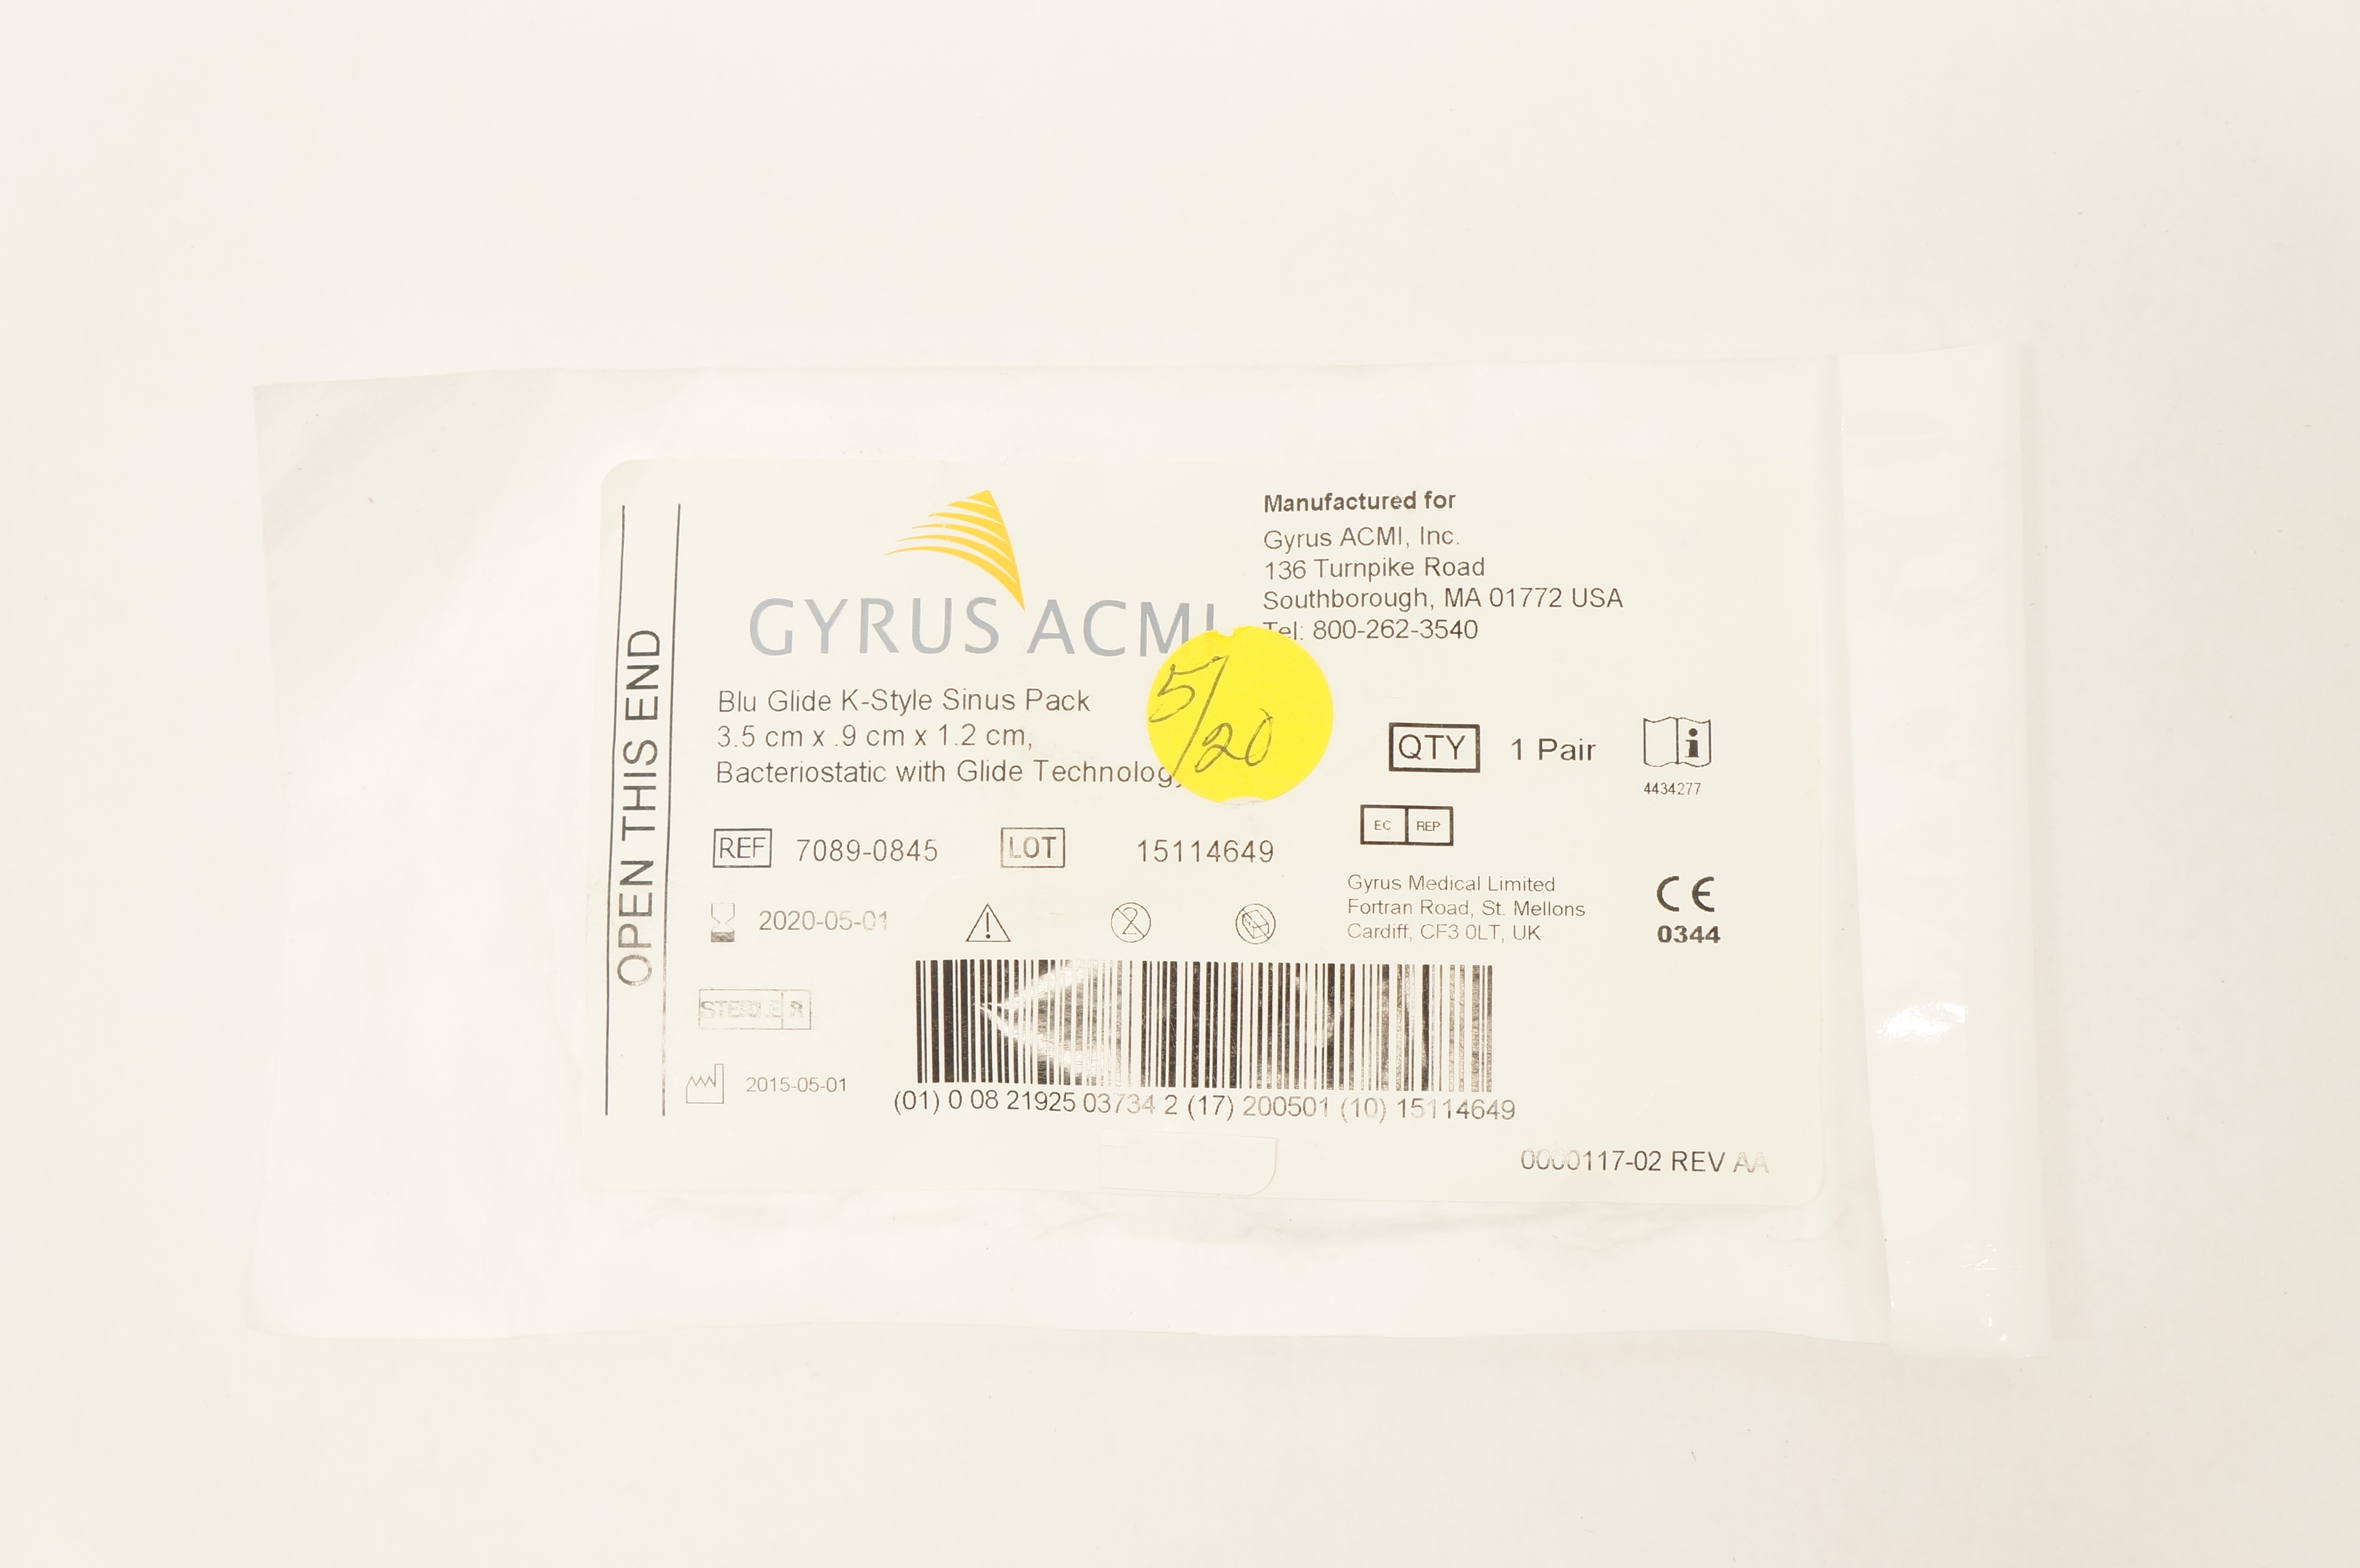 OPEN THIS END
GYRUS ACMI
Manufactured for
Gyrus ACMI, Inc.
136 Turnpike Road
Southborough, MA 01772 USA
Tel: 800-262-3540
Blu Glide K-Style Sinus Pack
3.5 cm x .9 cm x 1.2 cm,
Bacteriostatic with Glide Technology
5/20
QTY 1 Pair
4434277
EC REP
REF 7089-0845 LOT 15114649
Gyrus Medical Limited
Fortran Road, St. Mellons
Cardiff, CF3 0LT, UK
CE
0344
2020-05-01
2
STERILE R
2015-05-01
(01) 0 08 21925 03734 2 (17) 200501 (10) 15114649
0000117-02 REV AA